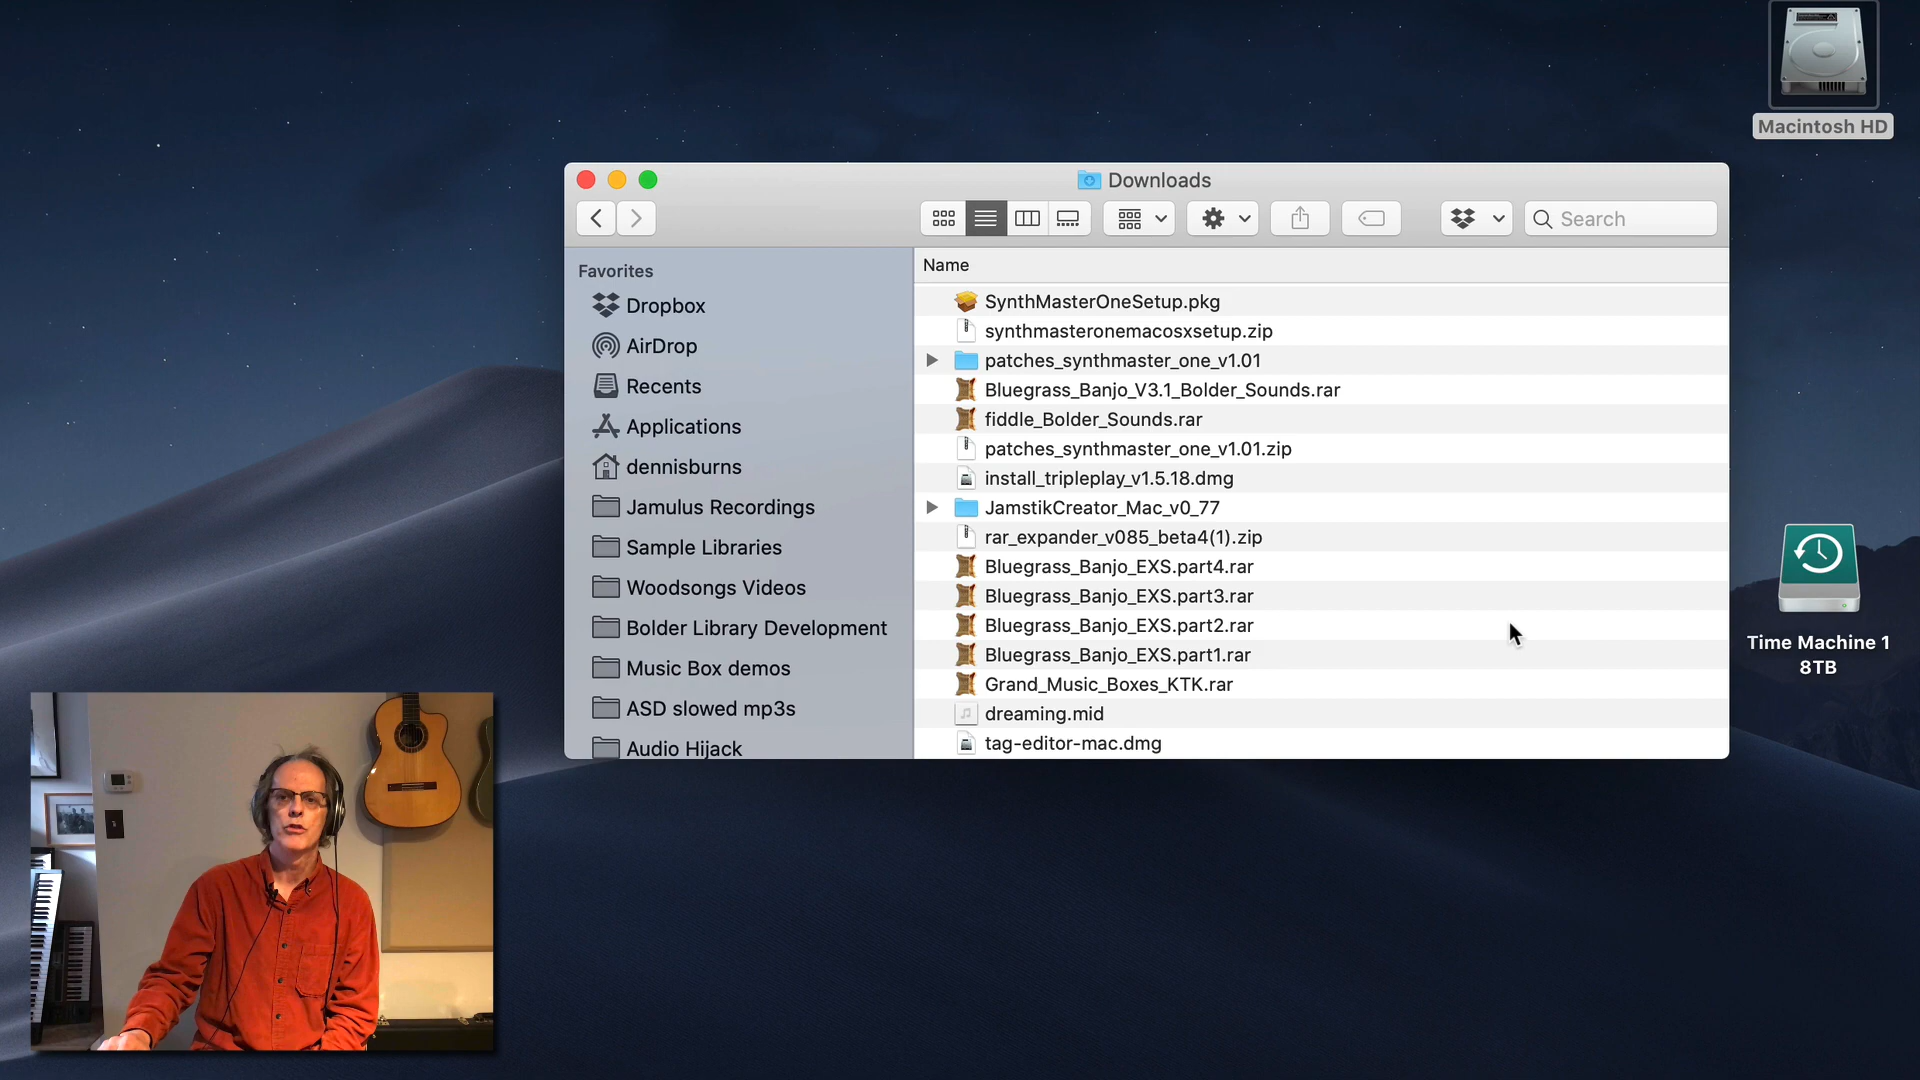 Macintosh HD
Downloads
Search
Favorites
Dropbox
AirDrop
Recents
Applications
dennisburns
Jamulus Recordings
Sample Libraries
Woodsongs Videos
Bolder Library Development
Music Box demos
ASD slowed mp3s
Audio Hijack
Name
SynthMasterOneSetup.pkg
synthmasteronemacosxsetup.zip
patches_synthmaster_one_v1.01
Bluegrass_Banjo_V3.1_Bolder_Sounds.rar
fiddle_Bolder_Sounds.rar
patches_synthmaster_one_v1.01.zip
install_tripleplay_v1.5.18.dmg
JamstikCreator_Mac_v0_77
rar_expander_v085_beta4(1).zip
Bluegrass_Banjo_EXS.part4.rar
Bluegrass_Banjo_EXS.part3.rar
Bluegrass_Banjo_EXS.part2.rar
Bluegrass_Banjo_EXS.part1.rar
Grand_Music_Boxes_KTK.rar
dreaming.mid
tag-editor-mac.dmg
Time Machine 1
8TB